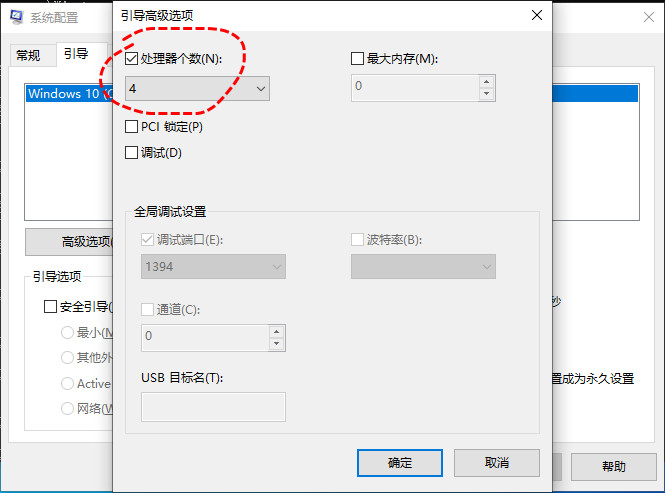 系统配置
引导高级选项
常规
引导
处理器个数(N):
最大内存(M):
Windows 10 (C
4
0
PCI 锁定(P)
调试(D)
高级选项(
全局调试设置
调试端口(E):
波特率(B):
1394
引导选项
安全引导(
秒
通道(C):
最小(M
0
其他外
USB 目标名(T):
Active
置成为永久设置
网络(W
确定
取消
帮助